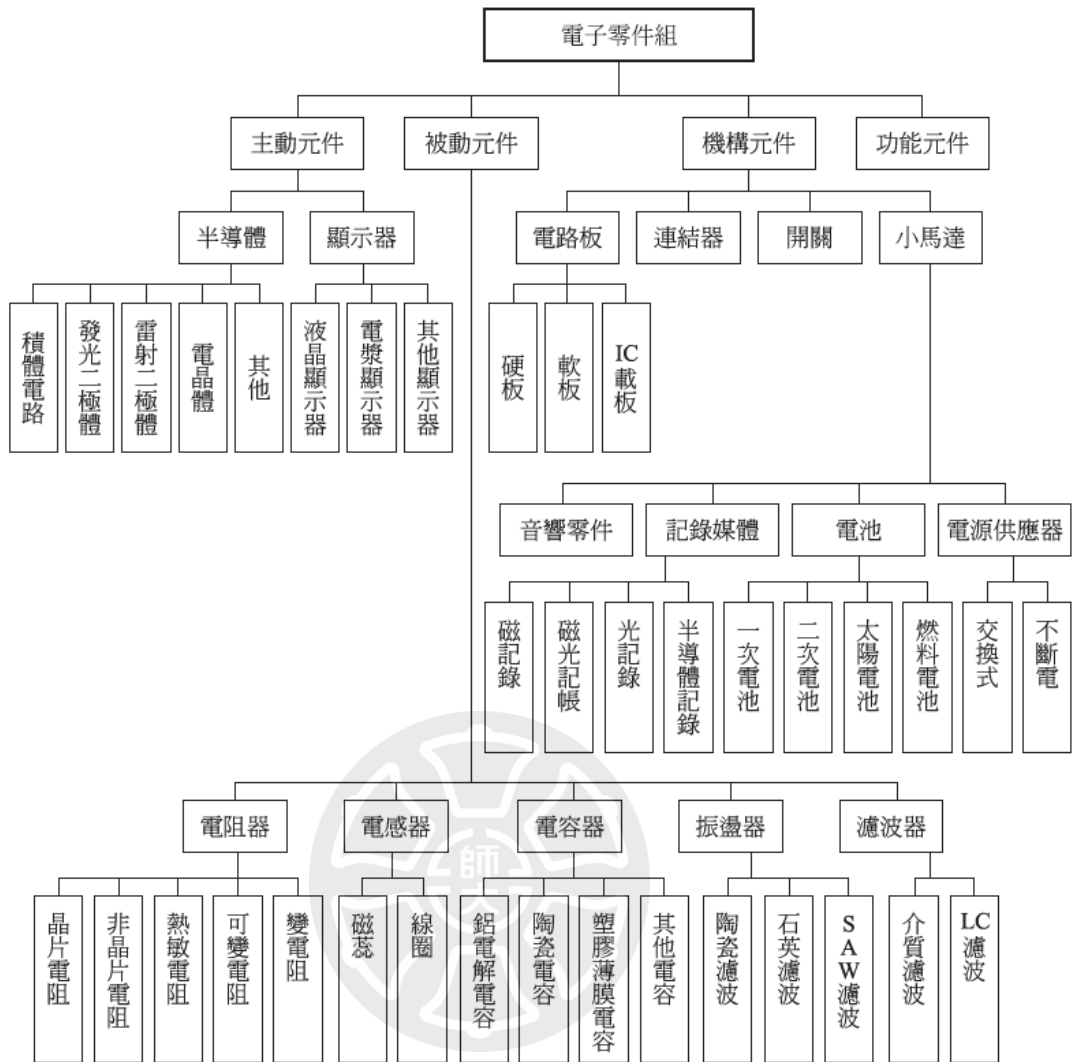 電子零件組
主動元件
被動元件
機構元件
功能元件
半導體
顯示器
電路板
連結器
開關
小馬達
積體電路
發光二極體
雷射二極體
電晶體
其他
液晶顯示器
電漿顯示器
其他顯示器
硬板
軟板
IC載板
音響零件
記錄媒體
電池
電源供應器
磁記錄
磁光記帳
光記錄
半導體記錄
一次電池
二次電池
太陽電池
燃料電池
交換式
不斷電
電阻器
電感器
電容器
振盪器
濾波器
師大
晶片電阻
非晶片電阻
熱敏電阻
可變電阻
變電阻
磁蕊
線圈
鋁電解電容
陶瓷電容
塑膠薄膜電容
其他電容
陶瓷濾波
石英濾波
SAW濾波
介質濾波
LC濾波